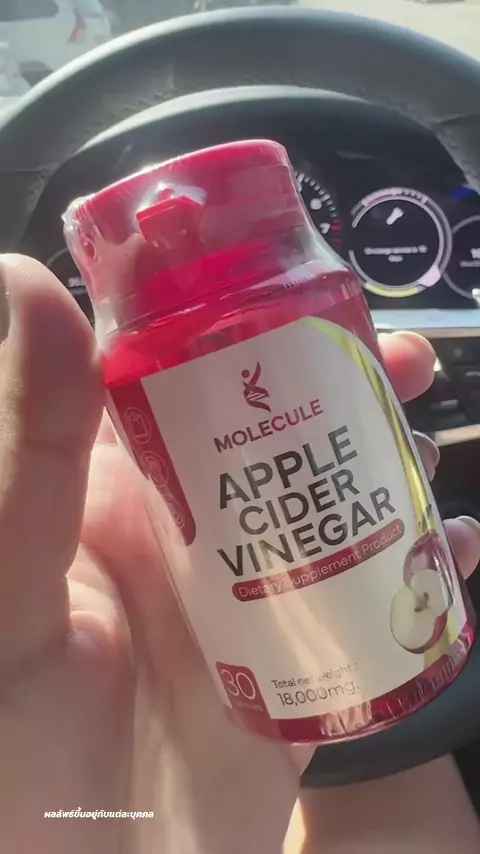 MOLECULE
APPLE
CIDER
VINEGAR
Dietary Supplement Product
30
Total net Weight :
18,000mg.
ผลลัพธ์ขึ้นอยู่กับแต่ละบุคคล